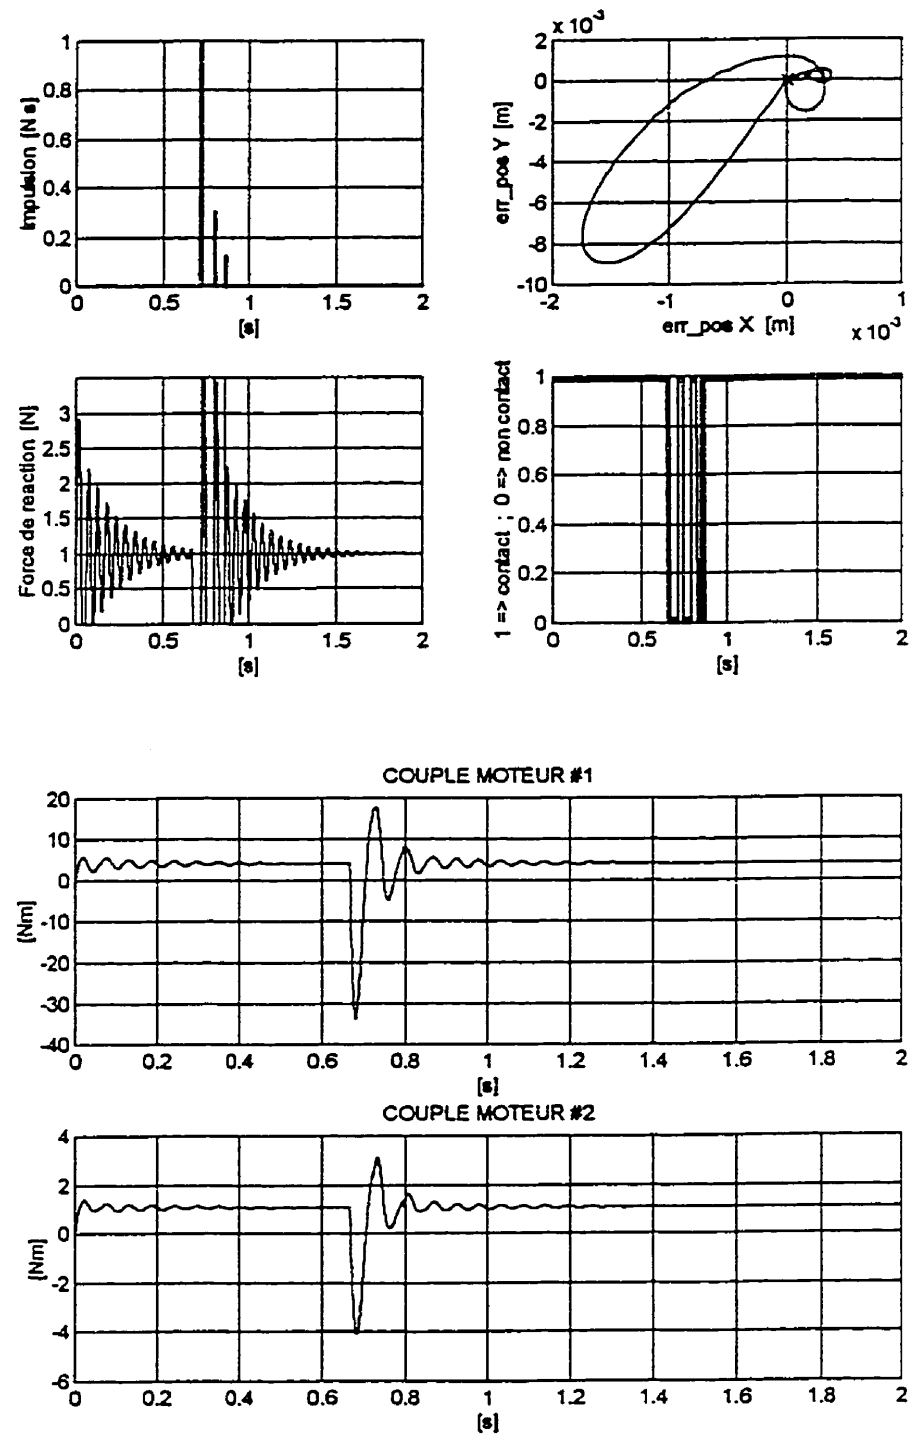 1
0.8
0.6
0.4
0.2
0
Impulsion [N s]
0 0.5 1 1.5 2
[s]
x 10-3
2
0
-2
-4
-6
-8
-10
err_pos Y [m]
-2 -1 0 1
err_pos X [m]
x 10-3
3
2.5
2
1.5
1
0.5
0
Force de reaction [N]
0 0.5 1 1.5 2
[s]
1
0.8
0.6
0.4
0.2
0
1 => contact ; 0 => non contact
0 0.5 1 1.5 2
[s]
COUPLE MOTEUR #1
20
10
0
-10
-20
-30
-40
[Nm]
0 0.2 0.4 0.6 0.8 1 1.2 1.4 1.6 1.8 2
[s]
COUPLE MOTEUR #2
4
2
0
-2
-4
-6
[Nm]
0 0.2 0.4 0.6 0.8 1 1.2 1.4 1.6 1.8 2
[s]